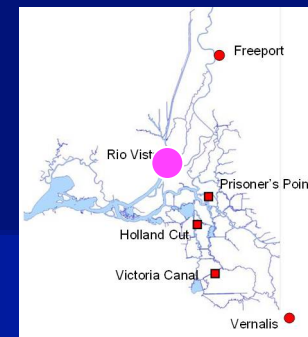 Freeport
Rio Vist
Prisoner's Poin
Holland Cut
Victoria Canal
Vernalis